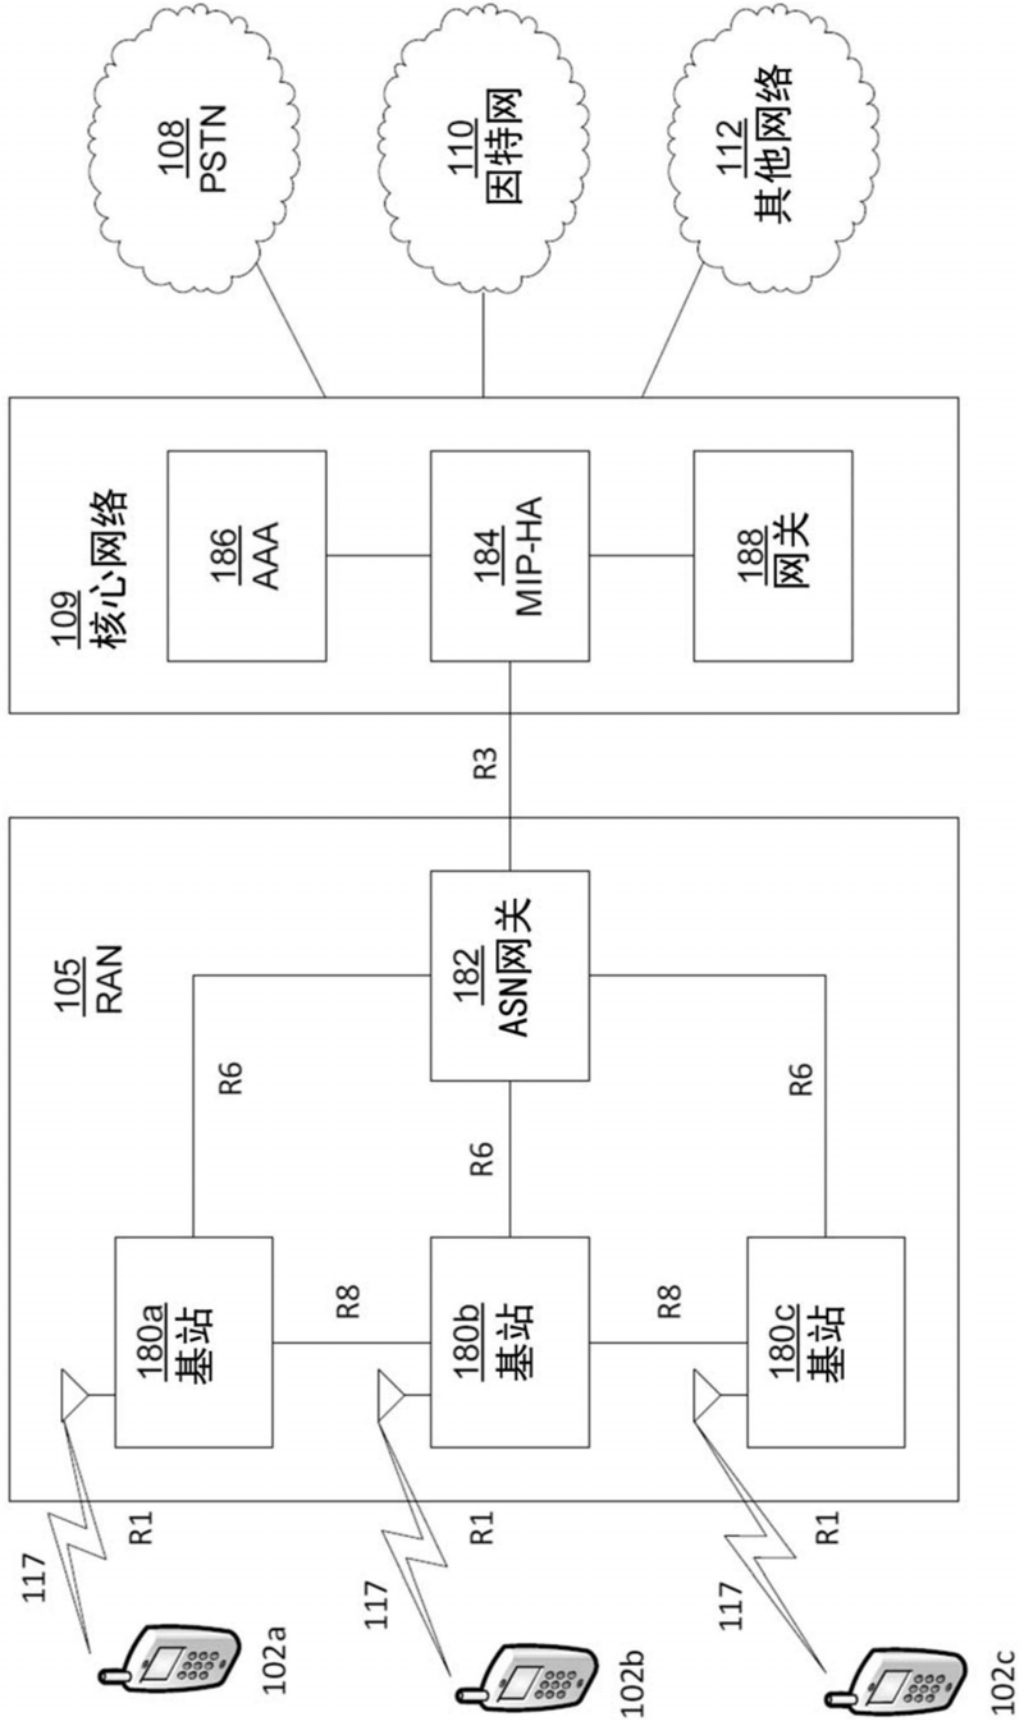 117
R1
102a
117
R1
102b
117
R1
102c
105
RAN
180a
基站
R8
180b
基站
R8
180c
基站
R6
R6
R6
182
ASN网关
R3
109
核心网络
186
AAA
184
MIP-HA
188
网关
108
PSTN
110
因特网
112
其他网络